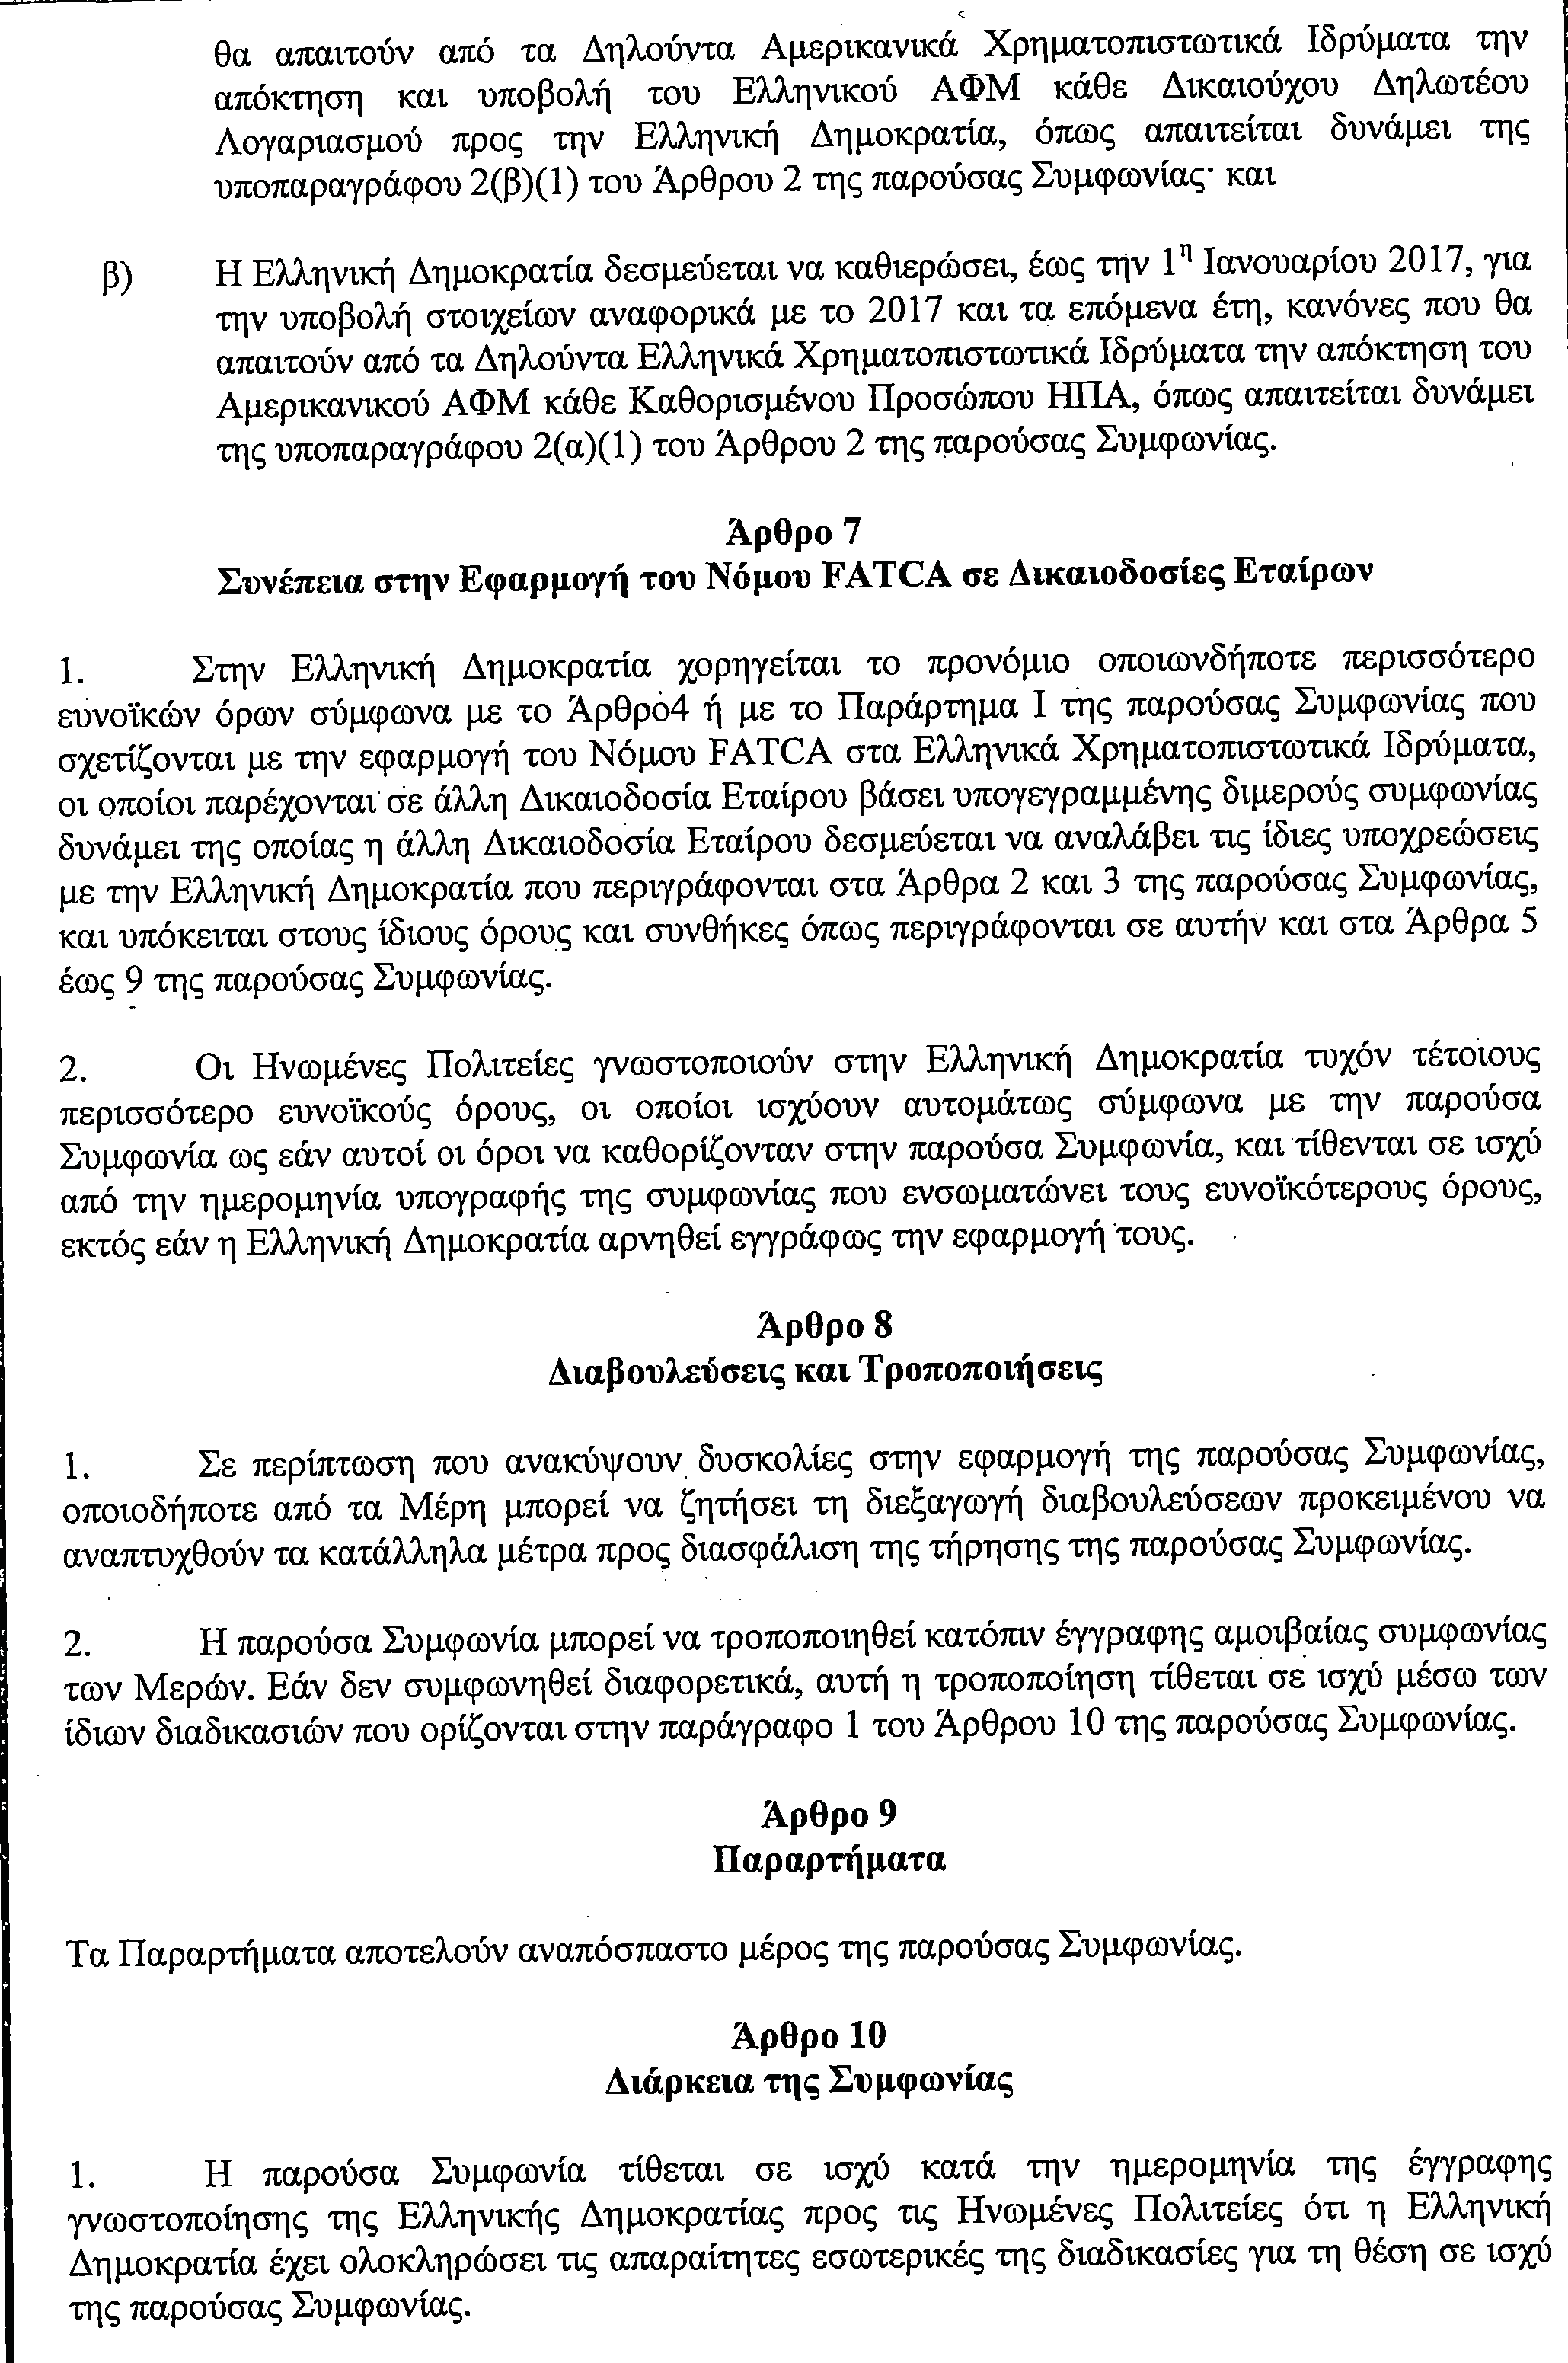 θα απαιτούν από τα Δηλούντα Αμερικανικά Χρηματοπιστωτικά Ιδρύματα την
απόκτηση και υποβολή του Ελληνικού ΑΦΜ κάθε Δικαιούχου Δηλωτέου
Λογαριασμού προς την Ελληνική Δημοκρατία, όπως απαιτείται δυνάμει της
υποπαραγράφου 2(β)(1) του Άρθρου 2 της παρούσας Συμφωνίας· και
β) Η Ελληνική Δημοκρατία δεσμεύεται να καθιερώσει, έως την 1η Ιανουαρίου 2017, για
την υποβολή στοιχείων αναφορικά με το 2017 και τα επόμενα έτη, κανόνες που θα
απαιτούν από τα Δηλούντα Ελληνικά Χρηματοπιστωτικά Ιδρύματα την απόκτηση του
Αμερικανικού ΑΦΜ κάθε Καθορισμένου Προσώπου ΗΠΑ, όπως απαιτείται δυνάμει
της υποπαραγράφου 2(α)(1) του Άρθρου 2 της παρούσας Συμφωνίας.
Άρθρο 7
Συνέπεια στην Εφαρμογή του Νόμου FATCA σε Δικαιοδοσίες Εταίρων
1. Στην Ελληνική Δημοκρατία χορηγείται το προνόμιο οποιωνδήποτε περισσότερο
ευνοϊκών όρων σύμφωνα με το Άρθρο4 ή με το Παράρτημα Ι της παρούσας Συμφωνίας που
σχετίζονται με την εφαρμογή του Νόμου FATCA στα Ελληνικά Χρηματοπιστωτικά Ιδρύματα,
οι οποίοι παρέχονται σε άλλη Δικαιοδοσία Εταίρου βάσει υπογεγραμμένης διμερούς συμφωνίας
δυνάμει της οποίας η άλλη Δικαιοδοσία Εταίρου δεσμεύεται να αναλάβει τις ίδιες υποχρεώσεις
με την Ελληνική Δημοκρατία που περιγράφονται στα Άρθρα 2 και 3 της παρούσας Συμφωνίας,
και υπόκειται στους ίδιους όρους και συνθήκες όπως περιγράφονται σε αυτήν και στα Άρθρα 5
έως 9 της παρούσας Συμφωνίας.
2. Οι Ηνωμένες Πολιτείες γνωστοποιούν στην Ελληνική Δημοκρατία τυχόν τέτοιους
περισσότερο ευνοϊκούς όρους, οι οποίοι ισχύουν αυτομάτως σύμφωνα με την παρούσα
Συμφωνία ως εάν αυτοί οι όροι να καθορίζονταν στην παρούσα Συμφωνία, και τίθενται σε ισχύ
από την ημερομηνία υπογραφής της συμφωνίας που ενσωματώνει τους ευνοϊκότερους όρους,
εκτός εάν η Ελληνική Δημοκρατία αρνηθεί εγγράφως την εφαρμογή τους.
Άρθρο 8
Διαβουλεύσεις και Τροποποιήσεις
1. Σε περίπτωση που ανακύψουν δυσκολίες στην εφαρμογή της παρούσας Συμφωνίας,
οποιοδήποτε από τα Μέρη μπορεί να ζητήσει τη διεξαγωγή διαβουλεύσεων προκειμένου να
αναπτυχθούν τα κατάλληλα μέτρα προς διασφάλιση της τήρησης της παρούσας Συμφωνίας.
2. Η παρούσα Συμφωνία μπορεί να τροποποιηθεί κατόπιν έγγραφης αμοιβαίας συμφωνίας
των Μερών. Εάν δεν συμφωνηθεί διαφορετικά, αυτή η τροποποίηση τίθεται σε ισχύ μέσω των
ίδιων διαδικασιών που ορίζονται στην παράγραφο 1 του Άρθρου 10 της παρούσας Συμφωνίας.
Άρθρο 9
Παραρτήματα
Τα Παραρτήματα αποτελούν αναπόσπαστο μέρος της παρούσας Συμφωνίας.
Άρθρο 10
Διάρκεια της Συμφωνίας
1. Η παρούσα Συμφωνία τίθεται σε ισχύ κατά την ημερομηνία της έγγραφης
γνωστοποίησης της Ελληνικής Δημοκρατίας προς τις Ηνωμένες Πολιτείες ότι η Ελληνική
Δημοκρατία έχει ολοκληρώσει τις απαραίτητες εσωτερικές της διαδικασίες για τη θέση σε ισχύ
της παρούσας Συμφωνίας.